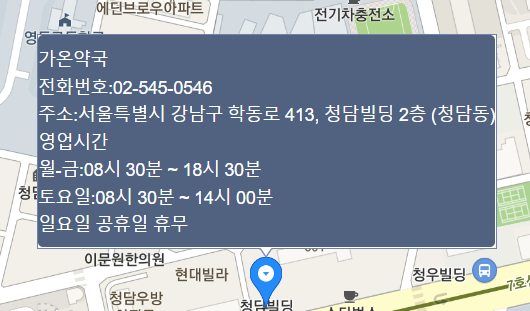 에딘브로우아파트
전기차충전소
가온약국
전화번호:02-545-0546
주소:서울특별시 강남구 학동로 413, 청담빌딩 2층 (청담동)
영업시간
월-금:08시 30분 ~ 18시 30분
토요일:08시 30분 ~ 14시 00분
일요일 공휴일 휴무
이문원한의원
현대빌라
청우빌딩
청담우방
청담빌딩
7호선